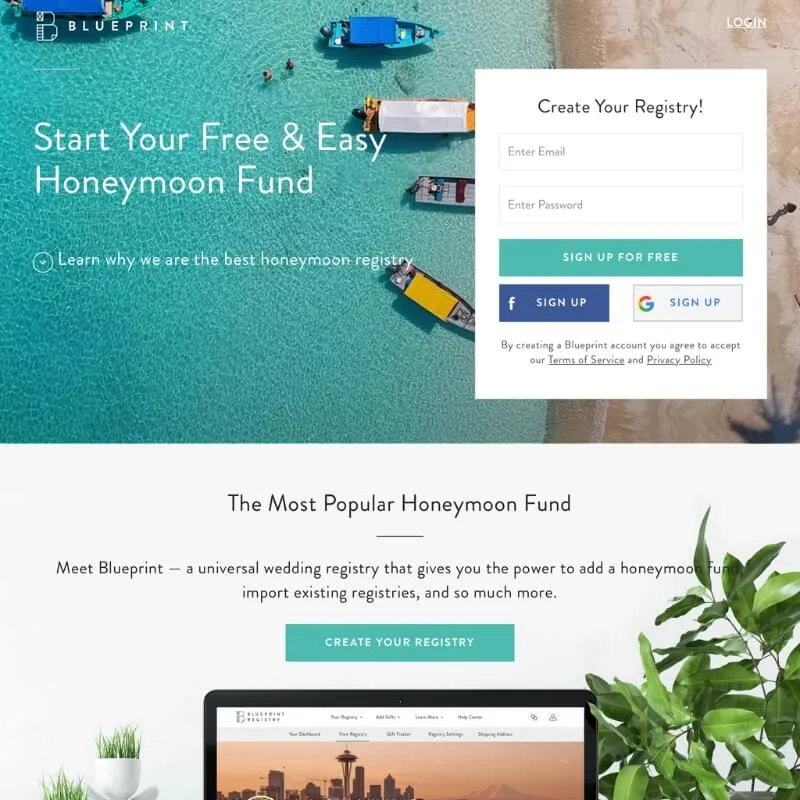 BLUEPRINT
LOGIN
Start Your Free & Easy
Honeymoon Fund
Learn why we are the best honeymoon registry
Create Your Registry!
Enter Email
Enter Password
SIGN UP FOR FREE
f SIGN UP
G SIGN UP
By creating a Blueprint account you agree to accept
our Terms of Service and Privacy Policy
The Most Popular Honeymoon Fund
Meet Blueprint — a universal wedding registry that gives you the power to add a honeymoon fund,
import existing registries, and so much more.
CREATE YOUR REGISTRY
BLUEPRINT
REGISTRY
Your Registry Add Gifts Learn More Help Center
Your Dashboard View Registry Gift Tracker Registry Settings Shipping Address